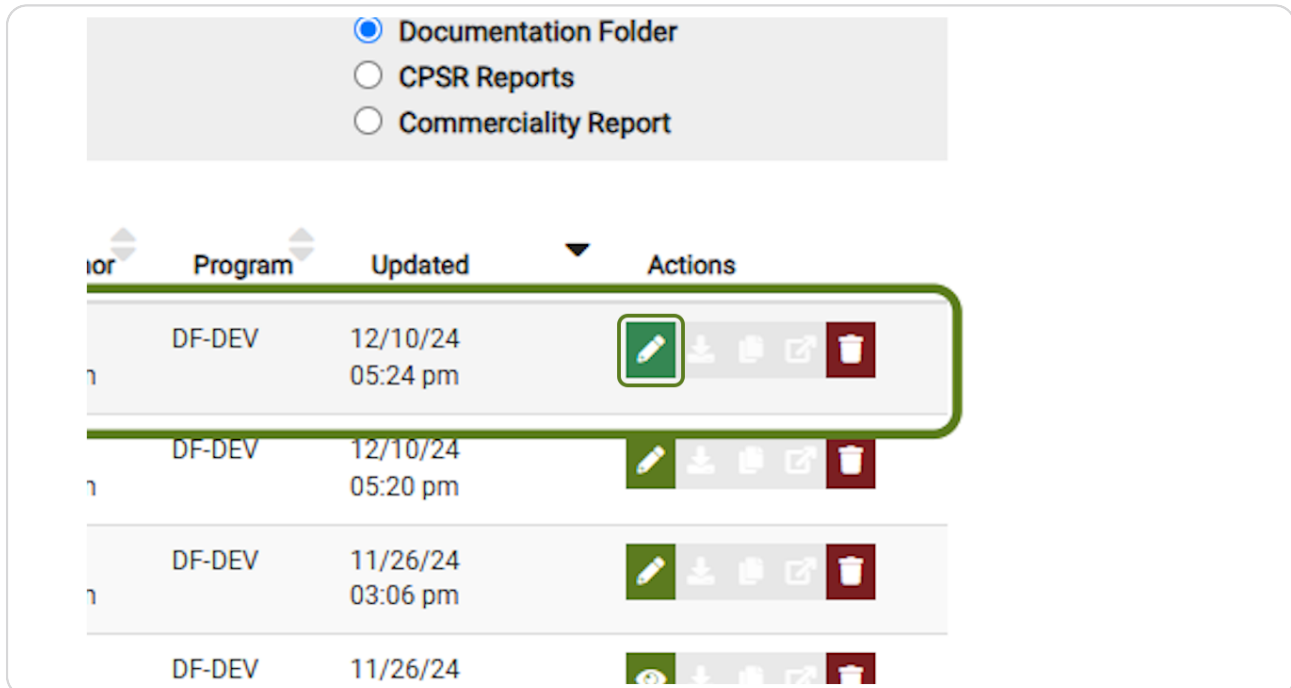 Documentation Folder
CPSR Reports
Commerciality Report
Program Updated Actions
DF-DEV 12/10/24
05:24 pm
DF-DEV 12/10/24
05:20 pm
DF-DEV 11/26/24
03:06 pm
DF-DEV 11/26/24